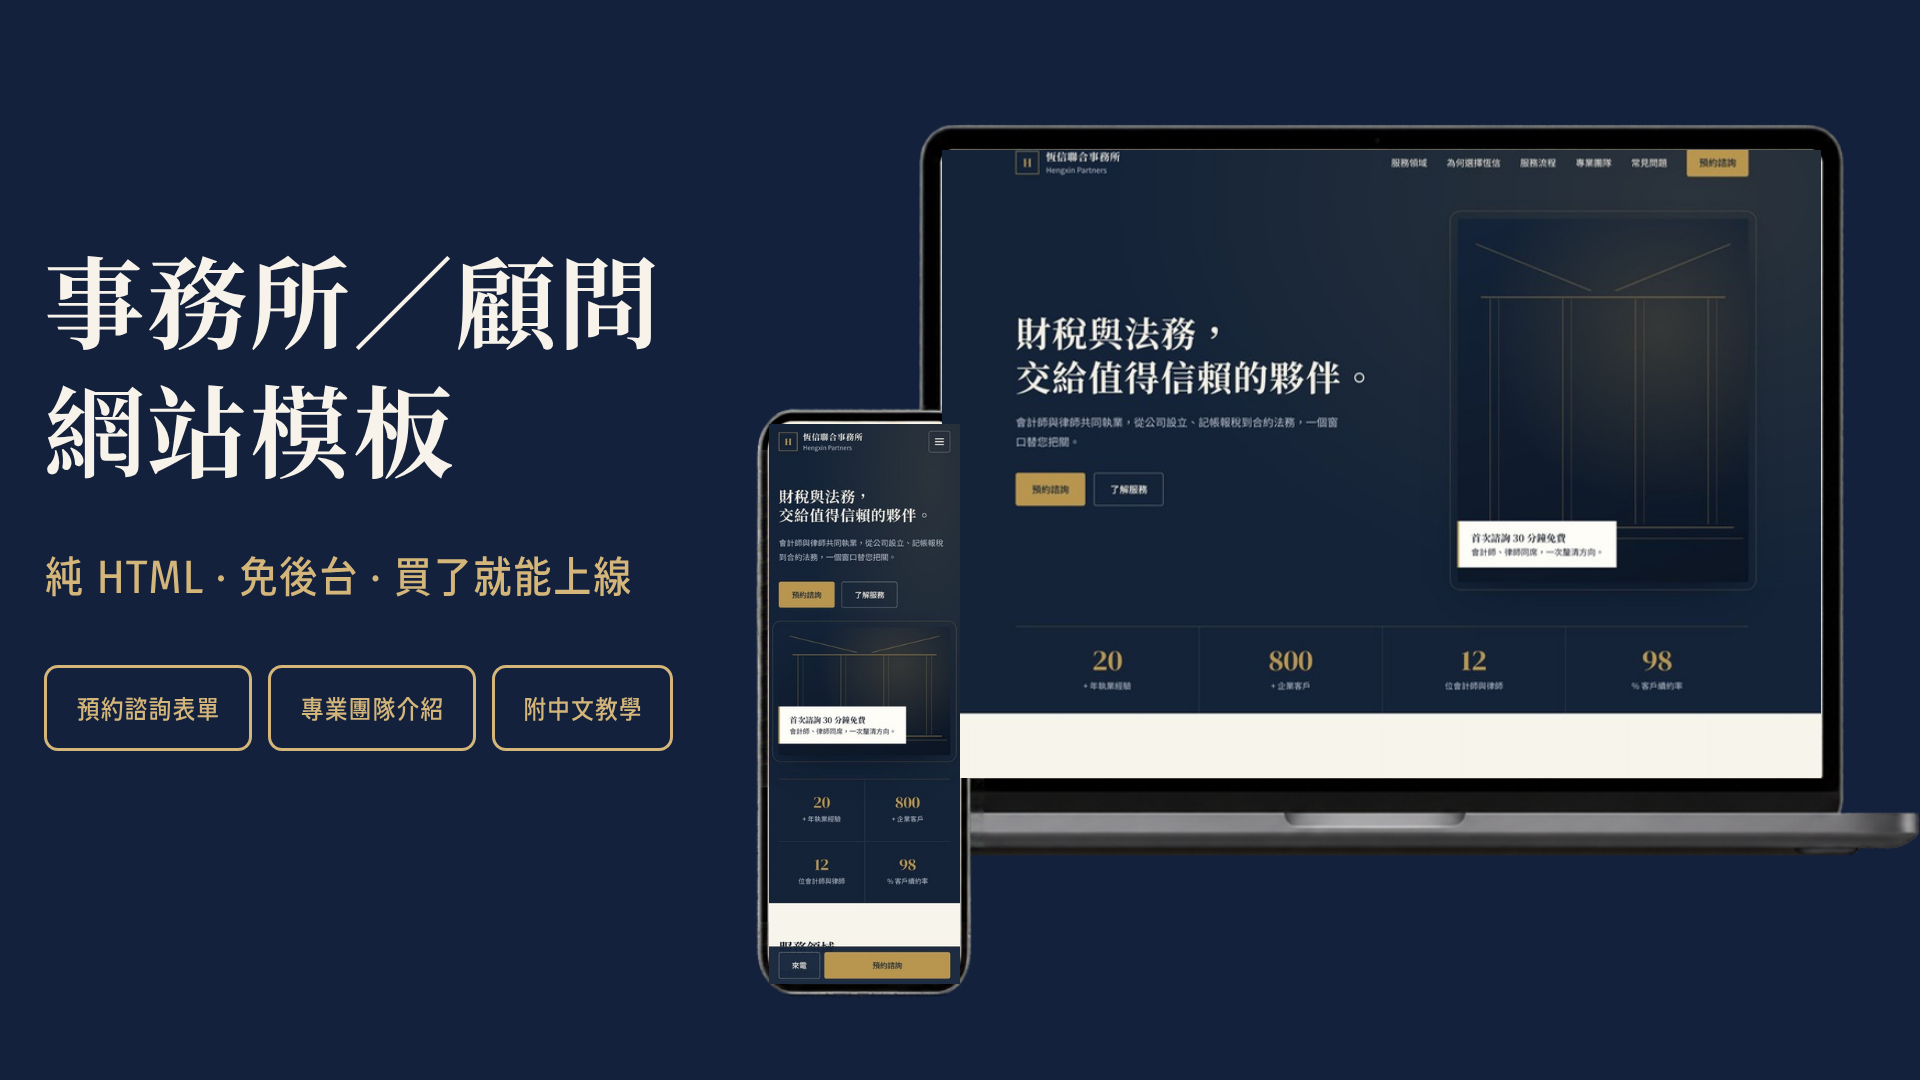 事務所／顧問
網站模板
純 HTML · 免後台 · 買了就能上線
預約諮詢表單
專業團隊介紹
附中文教學
H
恆信聯合事務所
Hengxin Partners
服務領域
為何選擇恆信
服務流程
專業團隊
常見問題
預約諮詢
財稅與法務，
交給值得信賴的夥伴。
會計師與律師共同執業，從公司設立、記帳報稅到合約法務，一個窗
口替您把關。
預約諮詢
了解服務
首次諮詢 30 分鐘免費
會計師、律師同席，一次釐清方向。
20
+ 年執業經驗
800
+ 企業客戶
12
位會計師與律師
98
% 客戶續約率
H
恆信聯合事務所
Hengxin Partners
財稅與法務，
交給值得信賴的夥伴。
會計師與律師共同執業，從公司設立、記帳報稅
到合約法務，一個窗口替您把關。
預約諮詢
了解服務
首次諮詢 30 分鐘免費
會計師、律師同席，一次釐清方向。
20
+ 年執業經驗
800
+ 企業客戶
12
位會計師與律師
98
% 客戶續約率
服務領域
來電
預約諮詢